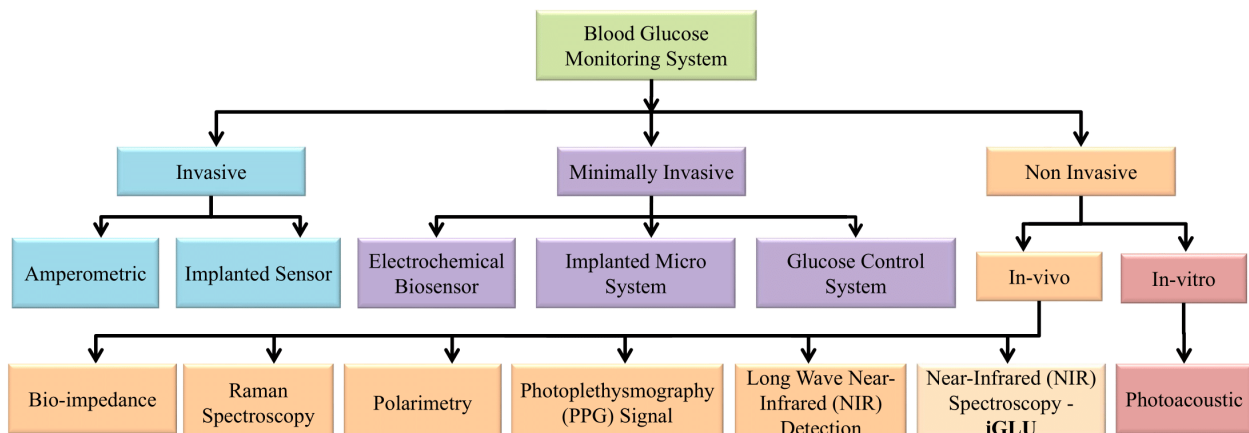 Blood Glucose
Monitoring System
Invasive
Minimally Invasive
Non Invasive
Amperometric
Implanted Sensor
Electrochemical
Biosensor
Implanted Micro
System
Glucose Control
System
In-vivo
In-vitro
Bio-impedance
Raman
Spectroscopy
Polarimetry
Photoplethysmography
(PPG) Signal
Long Wave Near-
Infrared (NIR)
Detection
Near-Infrared (NIR)
Spectroscopy -
iGLU
Photoacoustic